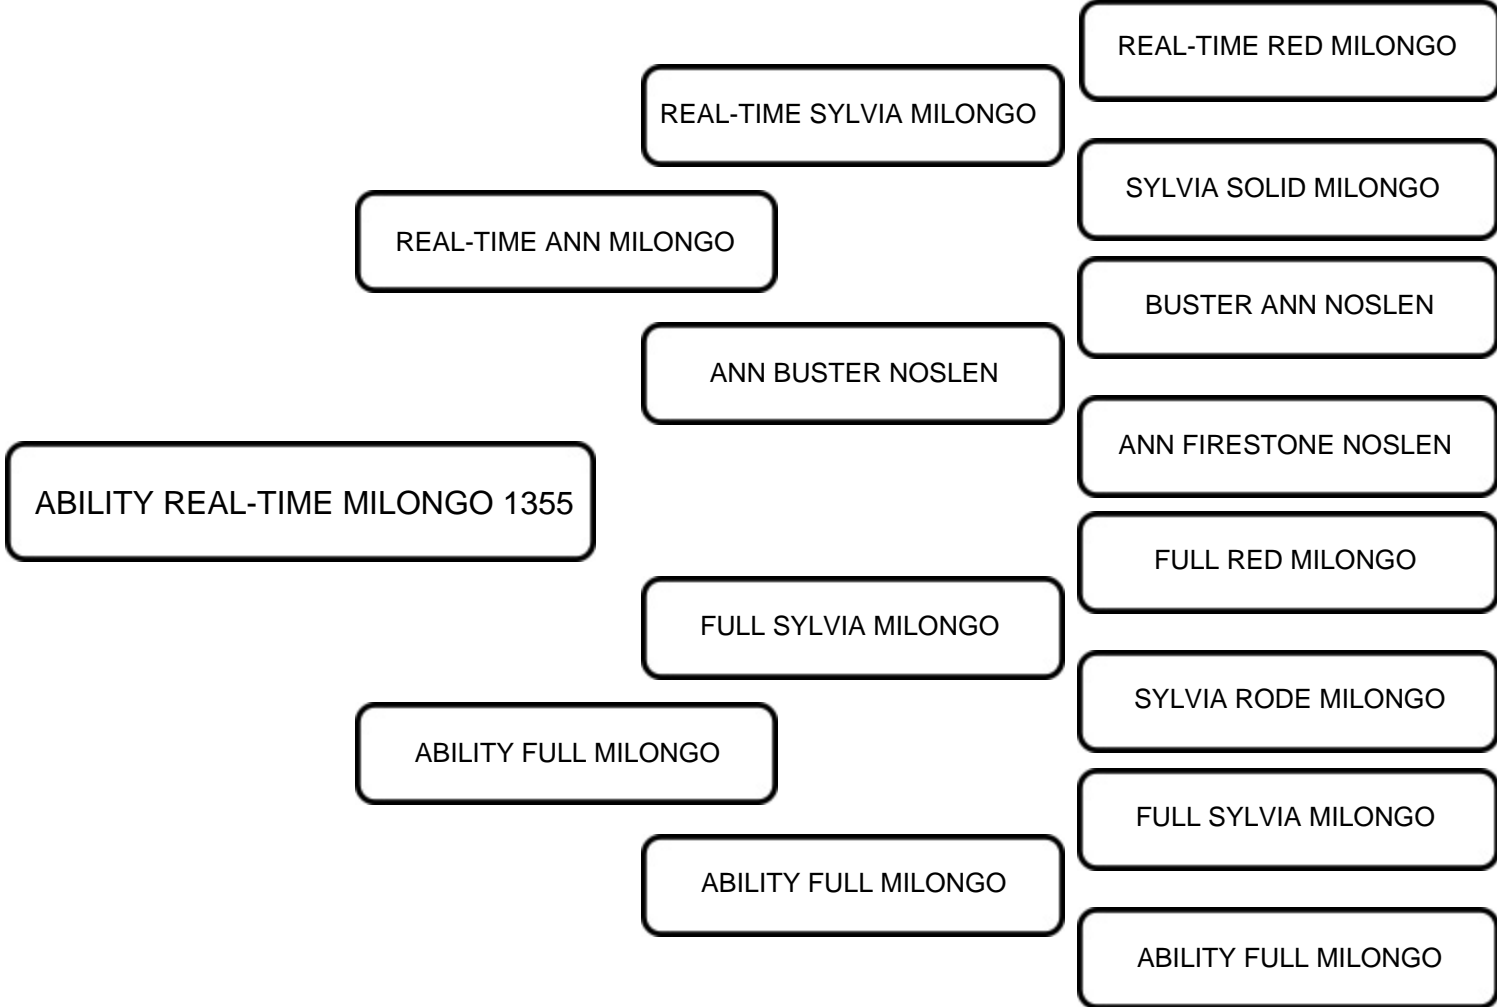 REAL-TIME RED MILONGO
REAL-TIME SYLVIA MILONGO
SYLVIA SOLID MILONGO
REAL-TIME ANN MILONGO
BUSTER ANN NOSLEN
ANN BUSTER NOSLEN
ANN FIRESTONE NOSLEN
ABILITY REAL-TIME MILONGO 1355
FULL RED MILONGO
FULL SYLVIA MILONGO
SYLVIA RODE MILONGO
ABILITY FULL MILONGO
FULL SYLVIA MILONGO
ABILITY FULL MILONGO
ABILITY FULL MILONGO